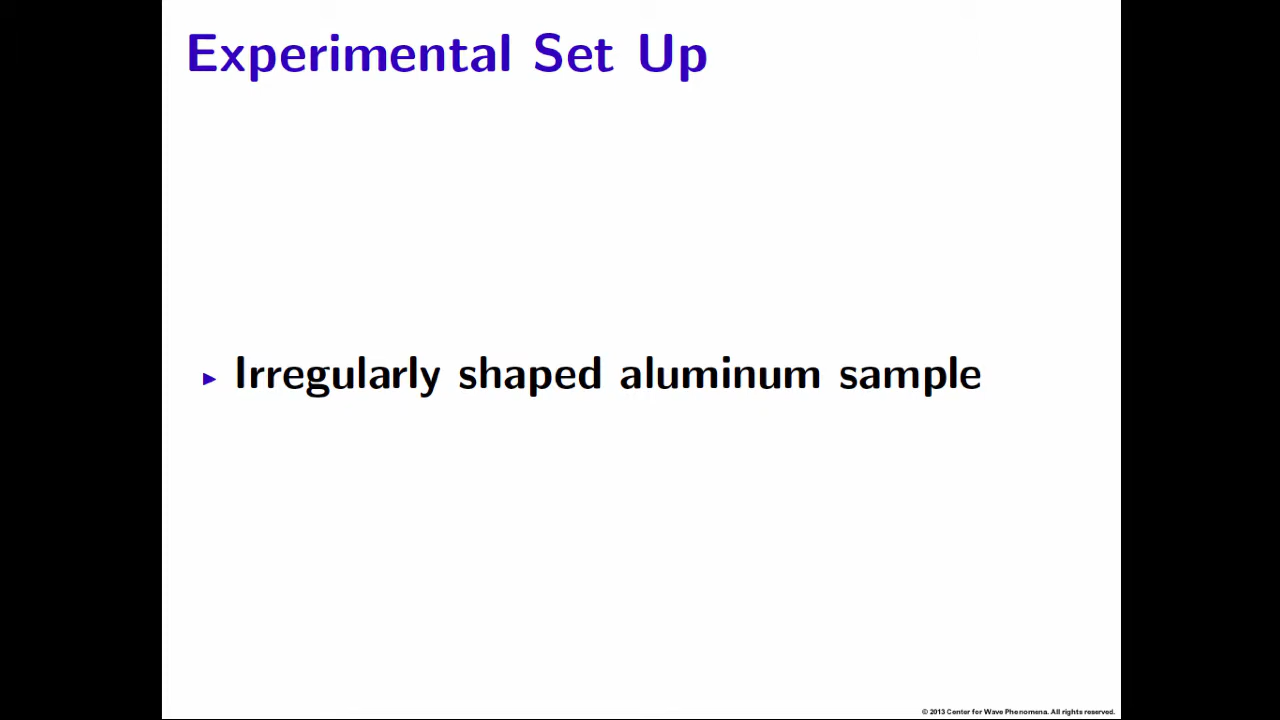 Experimental Set Up
Irregularly shaped aluminum sample
© 2013 Center for Wave Phenomena. All rights reserved.